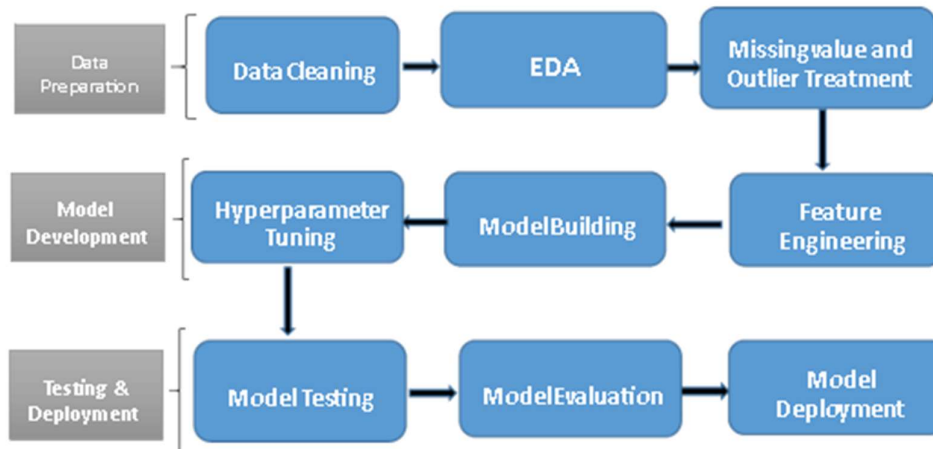 Data
Preparation
Data Cleaning
EDA
Missingvalue and
Outlier Treatment
Model
Development
Hyperparameter
Tuning
ModelBuilding
Feature
Engineering
Testing &
Deployment
Model Testing
ModelEvaluation
Model
Deployment